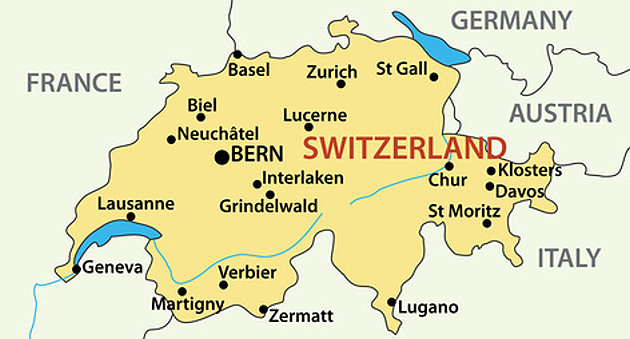 GERMANY
FRANCE
Basel
Zurich
St Gall
AUSTRIA
Biel
Lucerne
Neuchâtel
SWITZERLAND
BERN
Klosters
Chur
Davos
Interlaken
Lausanne
Grindelwald
St Moritz
ITALY
Geneva
Verbier
Martigny
Zermatt
Lugano